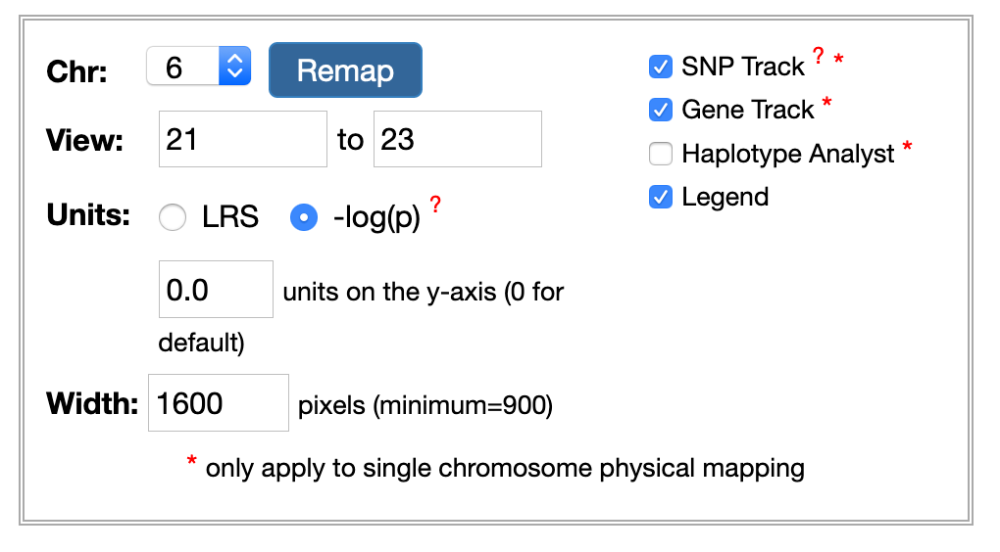 Chr: 6 Remap
SNP Track ? *
View: 21 to 23
Gene Track *
Haplotype Analyst *
Units: LRS -log(p) ?
Legend
0.0 units on the y-axis (0 for
default)
Width: 1600 pixels (minimum=900)
* only apply to single chromosome physical mapping